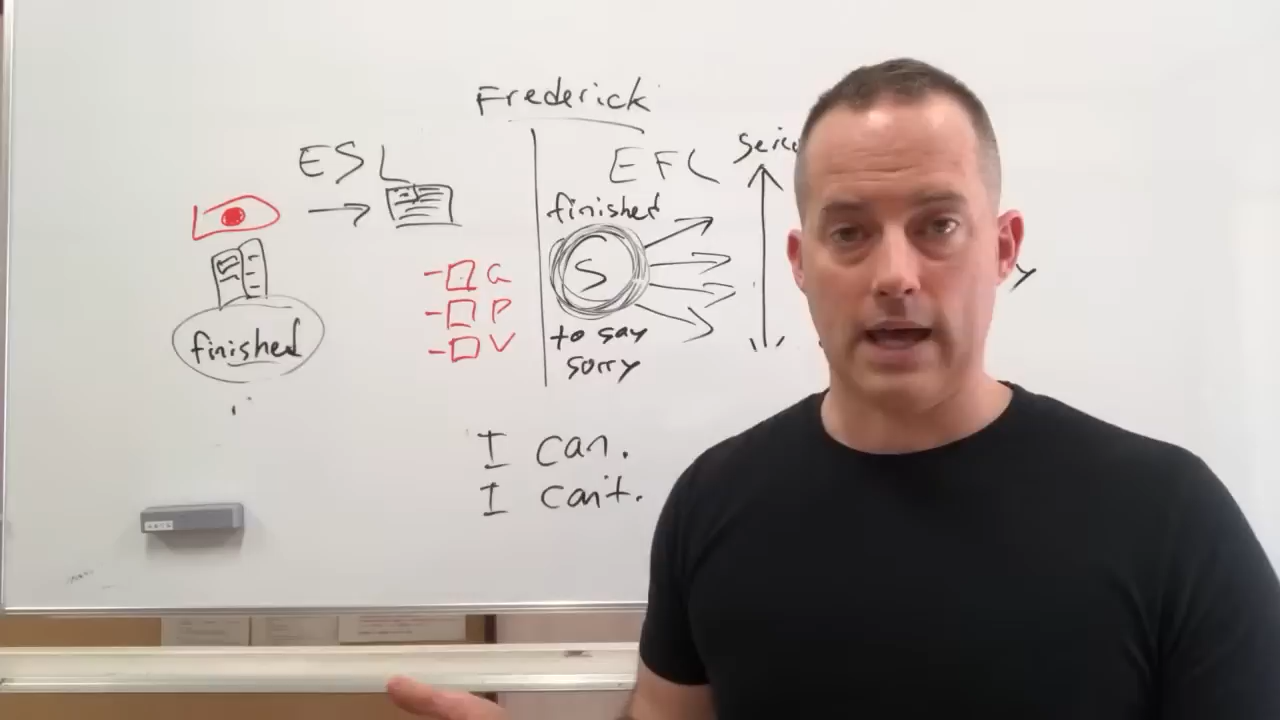 Frederick
ESL
EFL
finished
G
P
V
finished
S
to say
sorry
I can.
I can't.